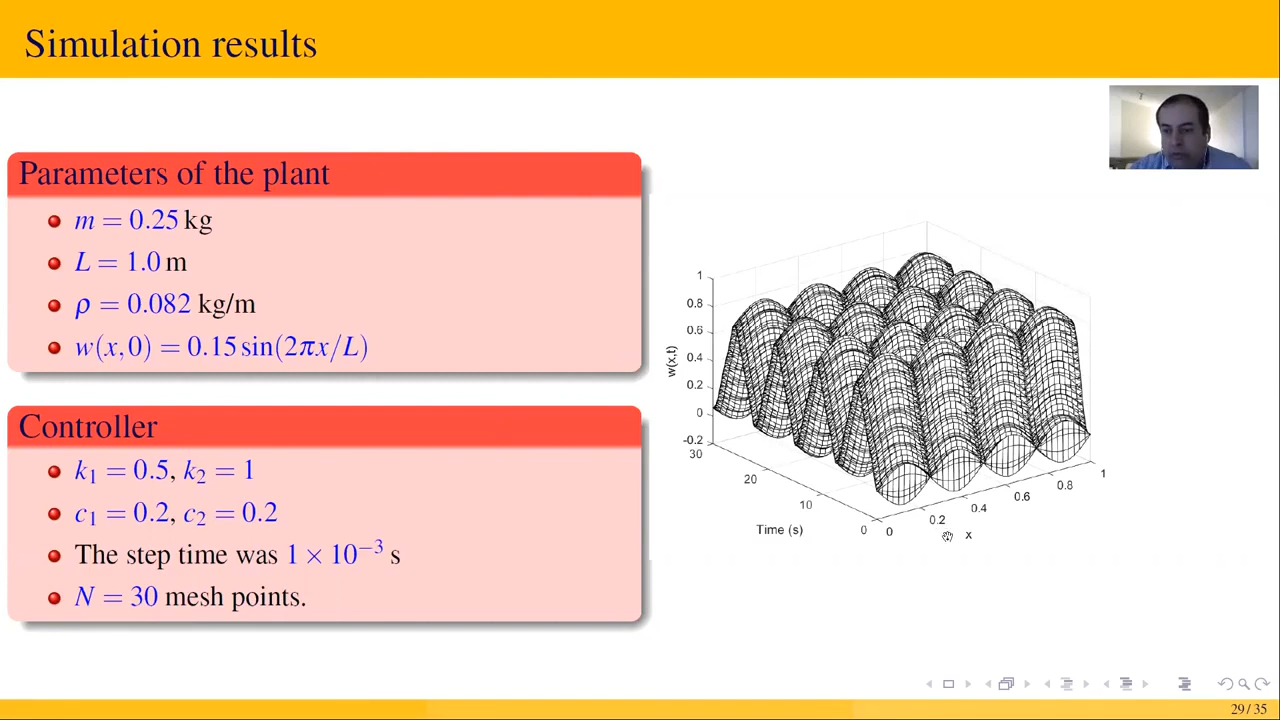 Simulation results
Parameters of the plant
m = 0.25 kg
L = 1.0 m
ρ = 0.082 kg/m
w(x,0) = 0.15 sin(2πx/L)
Controller
k₁ = 0.5, k₂ = 1
c₁ = 0.2, c₂ = 0.2
The step time was 1 × 10⁻³ s
N = 30 mesh points.
w(x,t)
1
0.8
0.6
0.4
0.2
0
-0.2
30
20
10
0
Time (s)
0
0.2
0.4
0.6
0.8
1
x
29 / 35